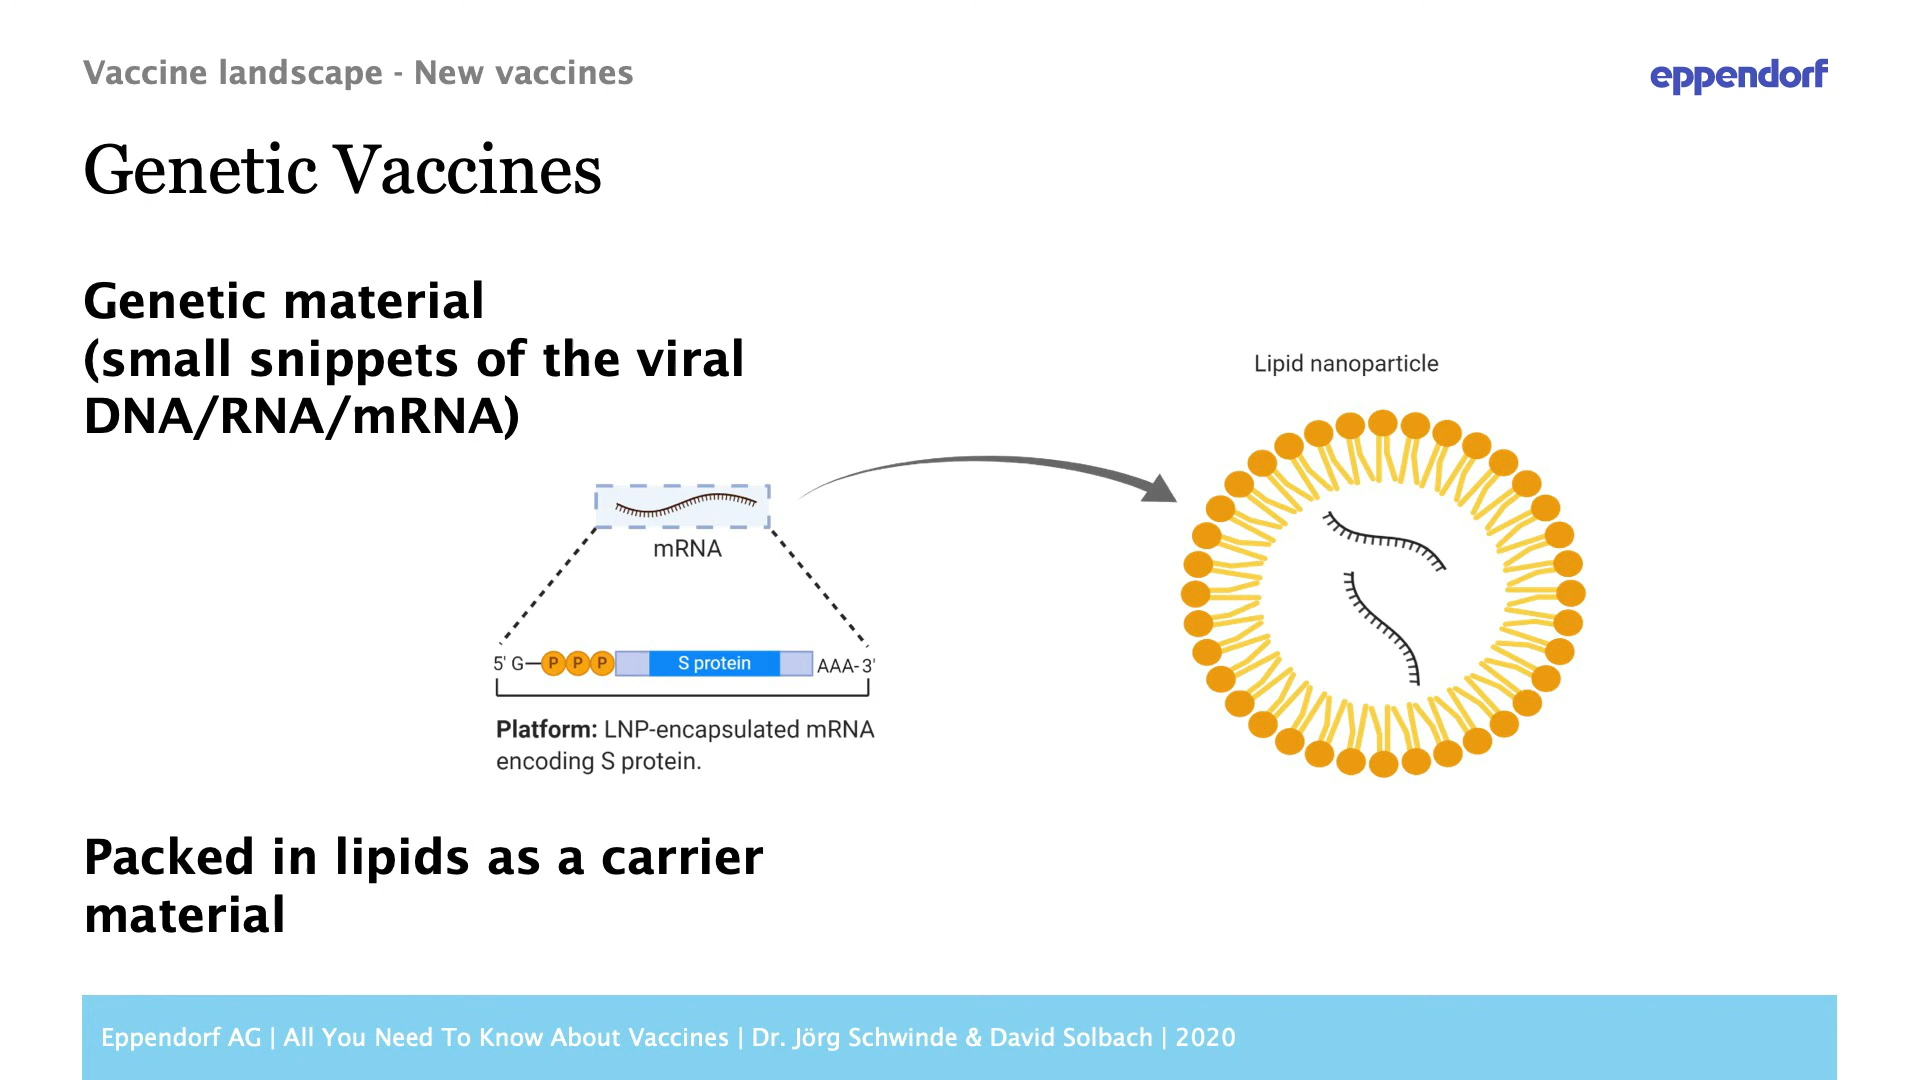 Vaccine landscape - New vaccines
eppendorf
Genetic Vaccines
Genetic material
(small snippets of the viral
DNA/RNA/mRNA)
Lipid nanoparticle
mRNA
5' G P P P S protein AAA-3'
Platform: LNP-encapsulated mRNA
encoding S protein.
Packed in lipids as a carrier
material
Eppendorf AG | All You Need To Know About Vaccines | Dr. Jörg Schwinde & David Solbach | 2020